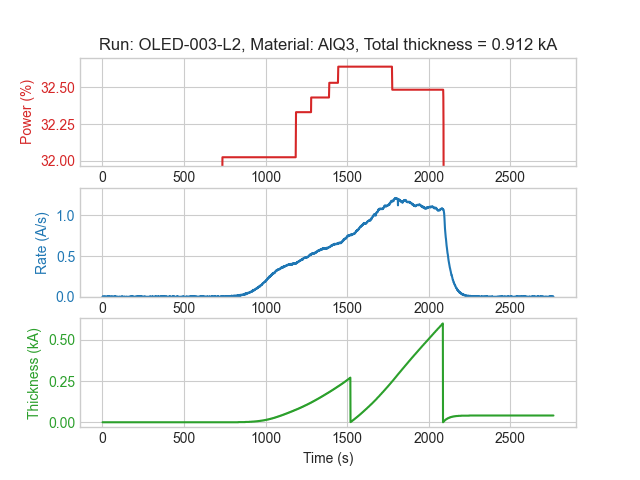 Run: OLED-003-L2, Material: AlQ3, Total thickness = 0.912 kA
Power (%)
32.50
32.25
32.00
0 500 1000 1500 2000 2500
Rate (A/s)
1.0
0.5
0.0
0 500 1000 1500 2000 2500
Thickness (kA)
0.50
0.25
0.00
0 500 1000 1500 2000 2500
Time (s)